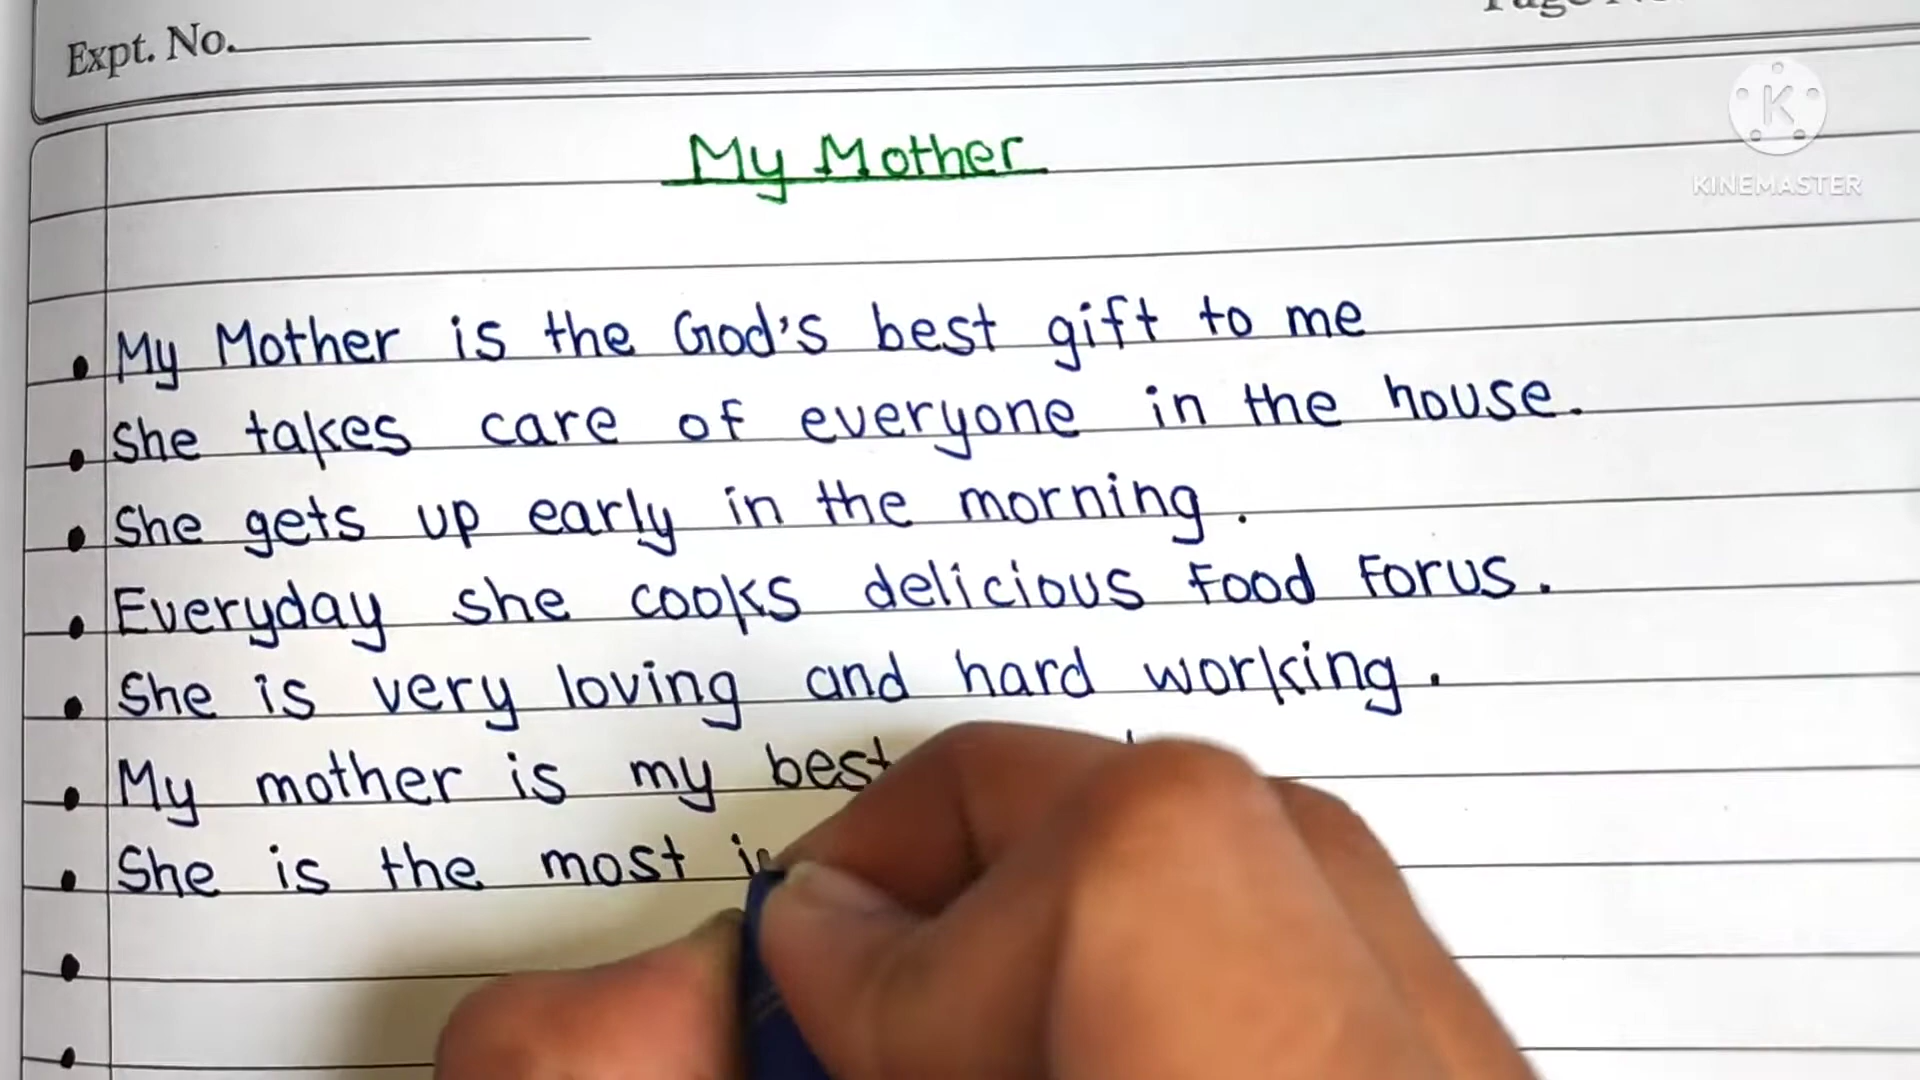 Expt. No.
KINEMASTER
My Mother
My Mother is the God's best gift to me
She takes care of everyone in the house.
She gets up early in the morning.
Everyday she cooks delicious Food Forus.
She is very loving and hard working.
My mother is my best
She is the most